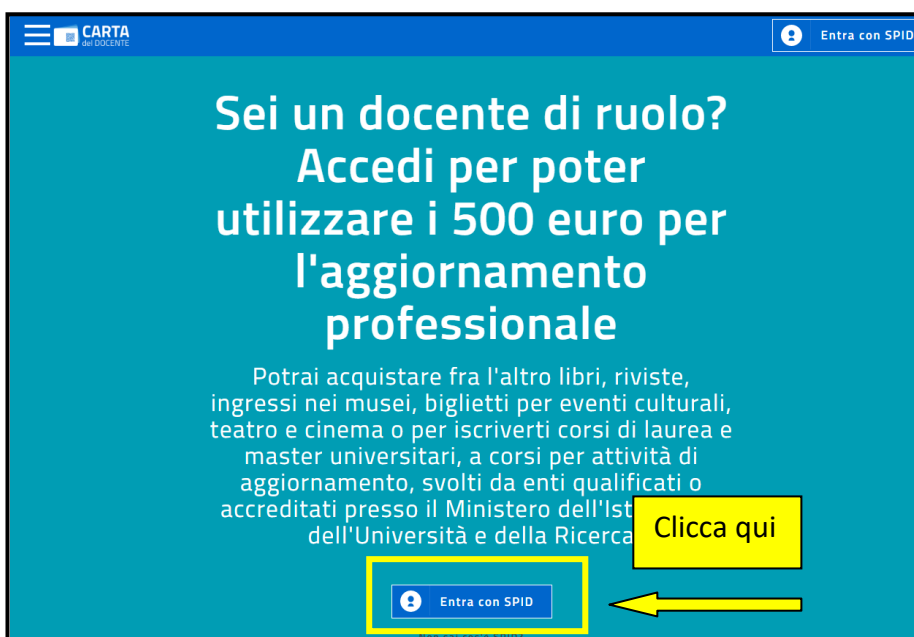 CARTA
del DOCENTE
Entra con SPID
Sei un docente di ruolo?
Accedi per poter
utilizzare i 500 euro per
l'aggiornamento
professionale
Potrai acquistare fra l'altro libri, riviste,
ingressi nei musei, biglietti per eventi culturali,
teatro e cinema o per iscriverti corsi di laurea e
master universitari, a corsi per attività di
aggiornamento, svolti da enti qualificati o
accreditati presso il Ministero dell'Ist
dell'Università e della Ricerca
Clicca qui
Entra con SPID